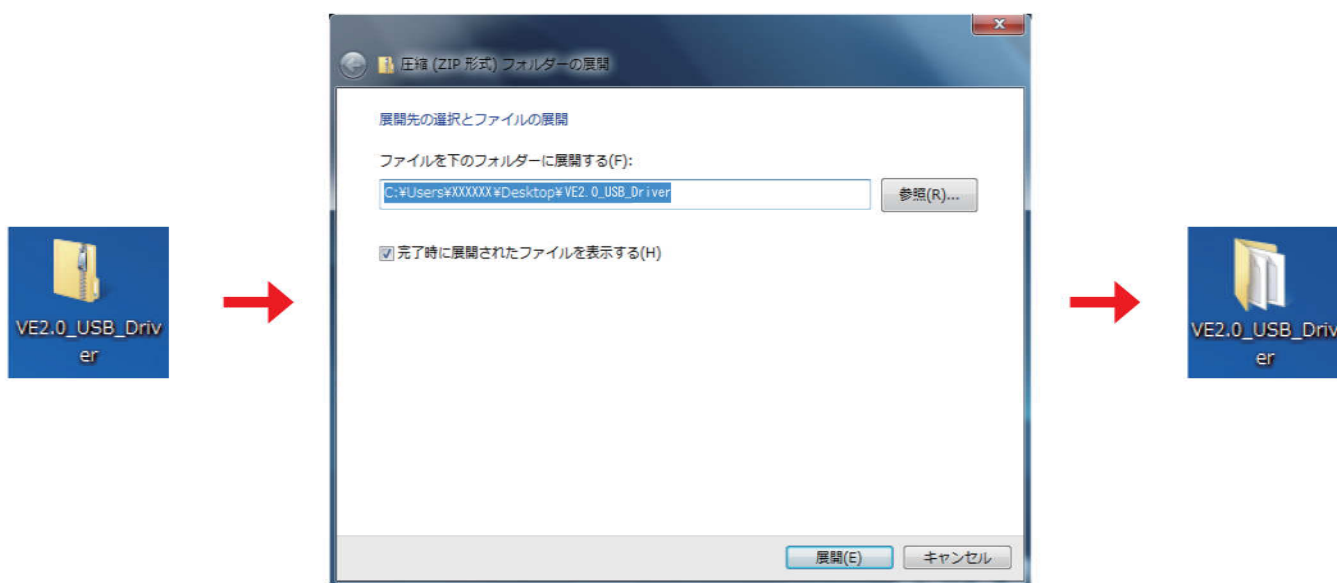 圧縮 (ZIP 形式) フォルダーの展開
展開先の選択とファイルの展開
ファイルを下のフォルダーに展開する(F):
C:¥Users¥XXXXXX¥Desktop¥VE2.0_USB_Driver
参照(R)...
完了時に展開されたファイルを表示する(H)
展開(E)
キャンセル
VE2.0_USB_Driv
er
VE2.0_USB_Driv
er